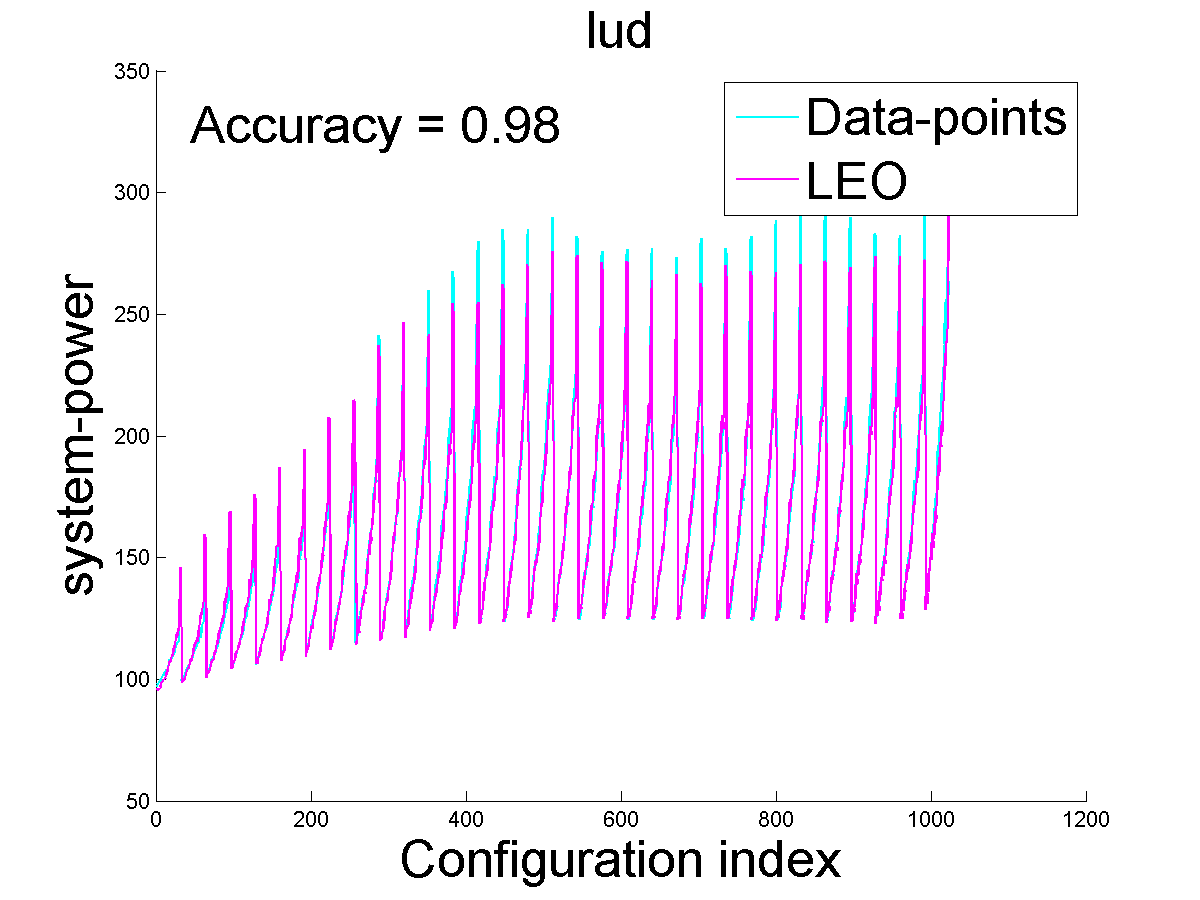 lud
Accuracy = 0.98
Data-points
LEO
350
300
250
200
150
100
50
system-power
0 200 400 600 800 1000 1200
Configuration index